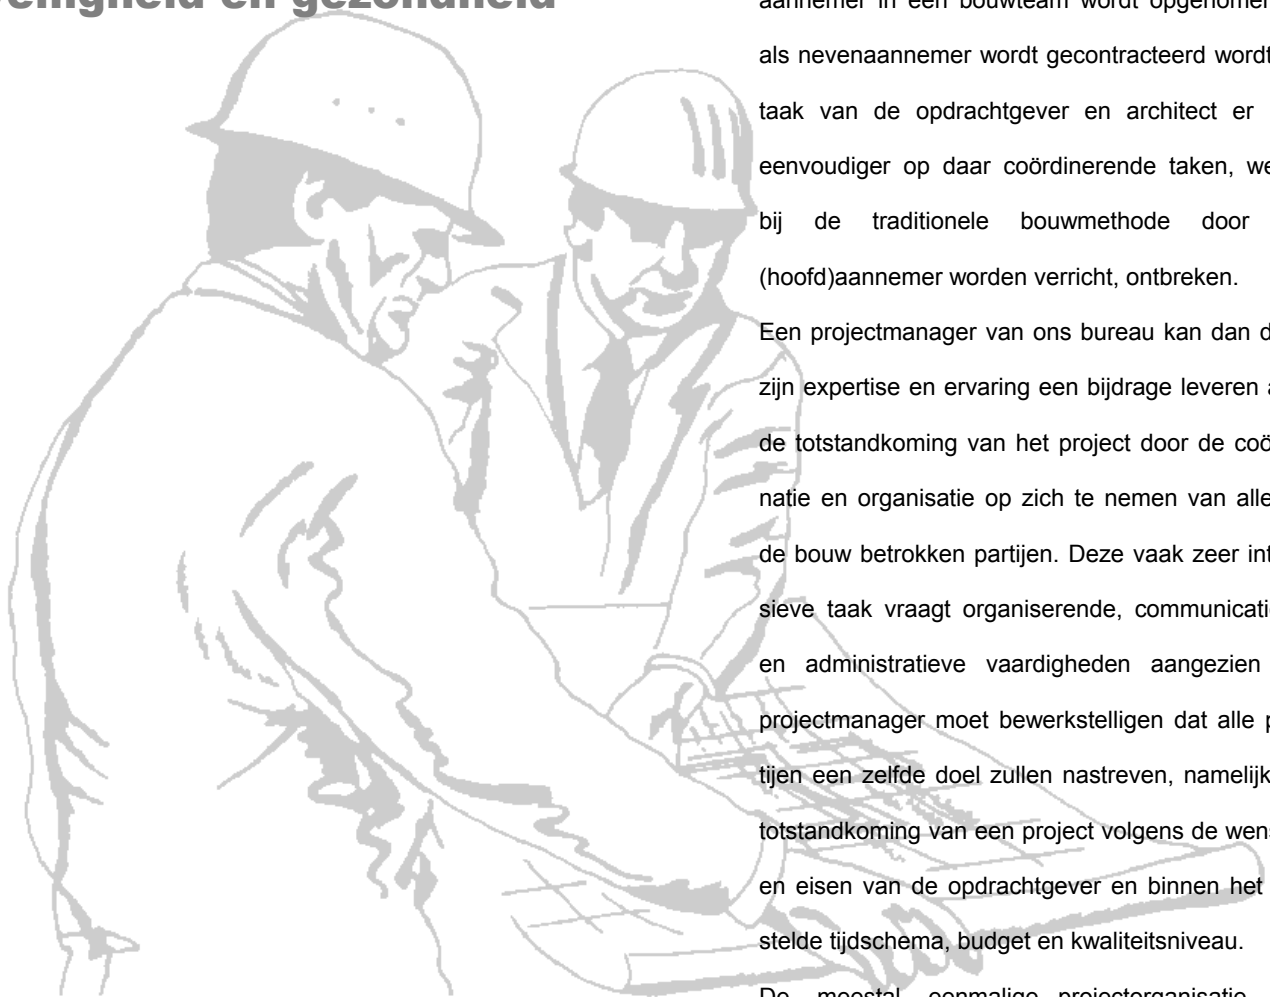 veiligheid en gezondheid
aannemer in een bouwteam wordt opgenomen
als nevenaannemer wordt gecontracteerd wordt
taak van de opdrachtgever en architect er
eenvoudiger op daar coördinerende taken,
bij de traditionele bouwmethode door
(hoofd)aannemer worden verricht, ontbreken.
Een projectmanager van ons bureau kan dan
zijn expertise en ervaring een bijdrage leveren
de totstandkoming van het project door de coö
natie en organisatie op zich te nemen van alle
de bouw betrokken partijen. Deze vaak zeer int
sieve taak vraagt organiserende, communicati
en administratieve vaardigheden aangezien
projectmanager moet bewerkstelligen dat alle
tijen een zelfde doel zullen nastreven, namelijk
totstandkoming van een project volgens de wens
en eisen van de opdrachtgever en binnen het
stelde tijdschema, budget en kwaliteitsniveau.
De meestal eenmalige projectorganisatie